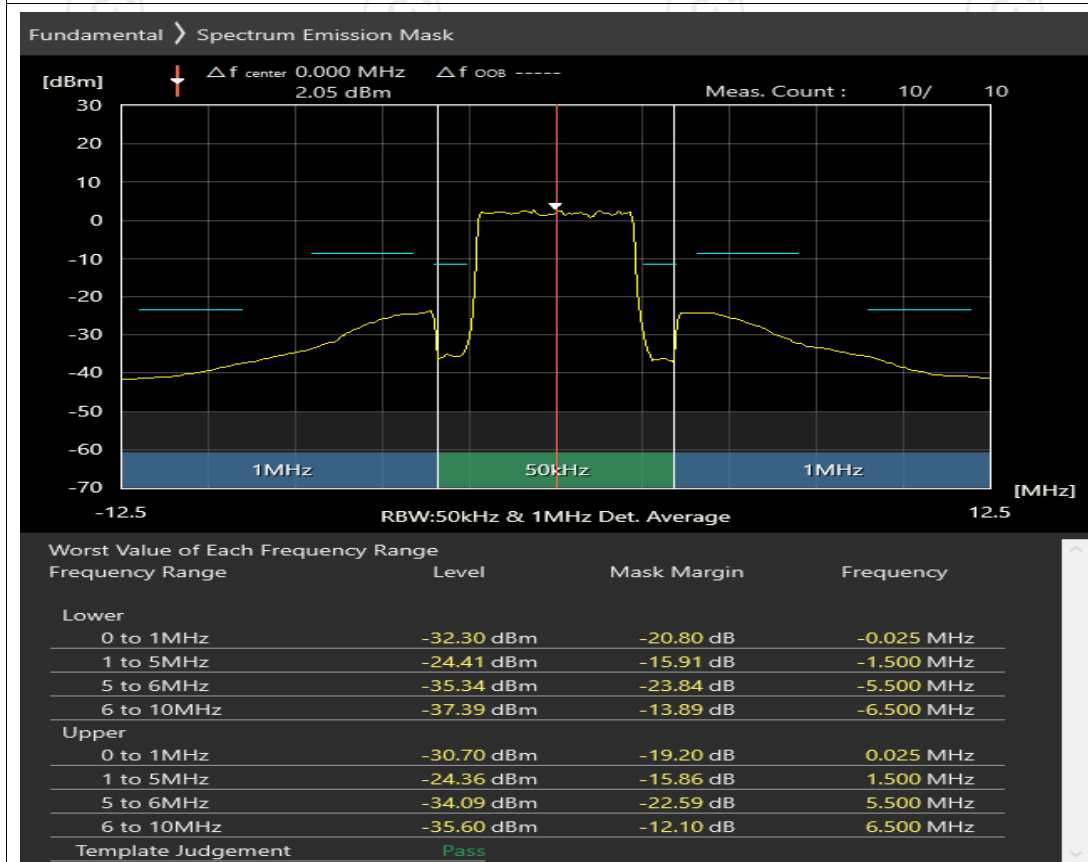 Fundamental 〉 Spectrum Emission Mask
[dBm] △f center 0.000 MHz △f OOB -----
2.05 dBm Meas. Count : 10/ 10
30
20
10
0
-10
-20
-30
-40
-50
-60
1MHz 50kHz 1MHz
-70 [MHz]
-12.5 RBW:50kHz & 1MHz Det. Average 12.5
Worst Value of Each Frequency Range
Frequency Range Level Mask Margin Frequency
Lower
0 to 1MHz -32.30 dBm -20.80 dB -0.025 MHz
1 to 5MHz -24.41 dBm -15.91 dB -1.500 MHz
5 to 6MHz -35.34 dBm -23.84 dB -5.500 MHz
6 to 10MHz -37.39 dBm -13.89 dB -6.500 MHz
Upper
0 to 1MHz -30.70 dBm -19.20 dB 0.025 MHz
1 to 5MHz -24.36 dBm -15.86 dB 1.500 MHz
5 to 6MHz -34.09 dBm -22.59 dB 5.500 MHz
6 to 10MHz -35.60 dBm -12.10 dB 6.500 MHz
Template Judgement Pass